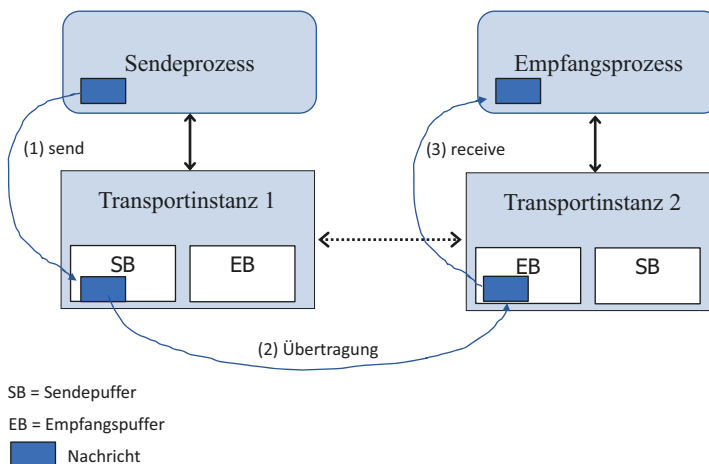 Sendeprozess
Empfangsprozess
(1) send
(3) receive
Transportinstanz 1
Transportinstanz 2
SB
EB
EB
SB
(2) Übertragung
SB = Sendepuffer
EB = Empfangspuffer
Nachricht